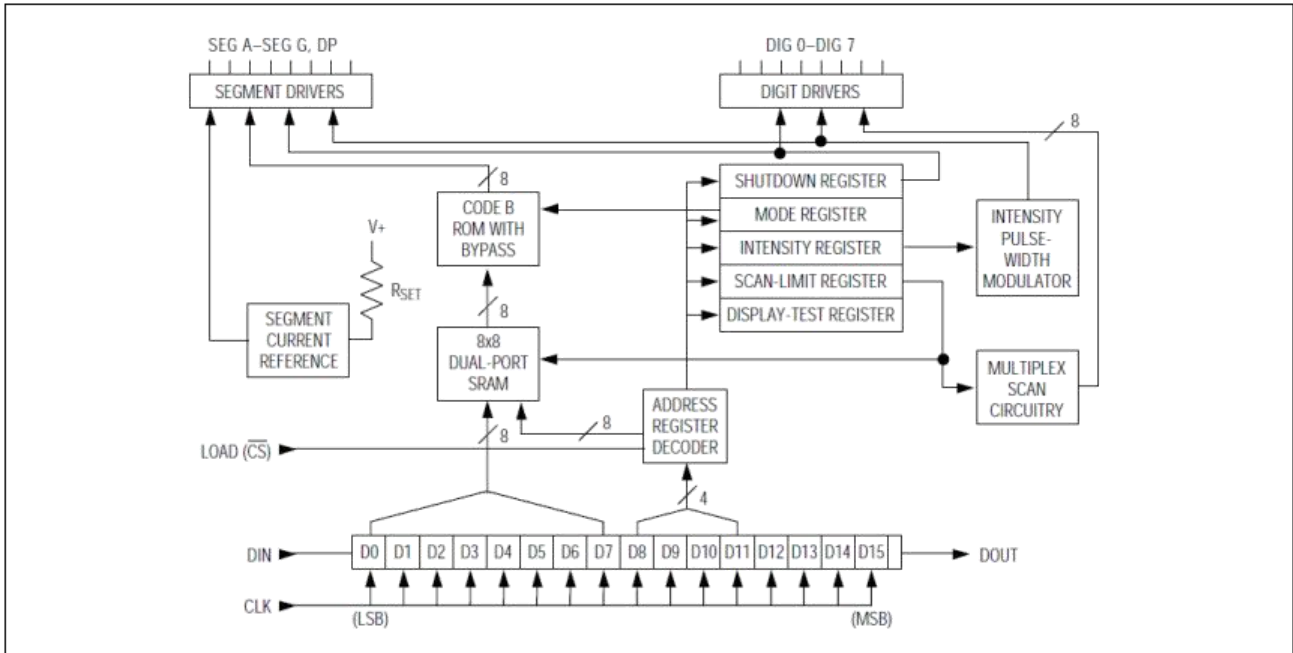 SEG A–SEG G, DP
DIG 0–DIG 7
SEGMENT DRIVERS
DIGIT DRIVERS
8
8
SHUTDOWN REGISTER
MODE REGISTER
INTENSITY REGISTER
SCAN-LIMIT REGISTER
DISPLAY-TEST REGISTER
CODE B
ROM WITH
BYPASS
INTENSITY
PULSE-
WIDTH
MODULATOR
V+
RSET
8
SEGMENT
CURRENT
REFERENCE
8x8
DUAL-PORT
SRAM
MULTIPLEX
SCAN
CIRCUITRY
ADDRESS
REGISTER
DECODER
8
8
LOAD (CS)
4
DIN
D0 D1 D2 D3 D4 D5 D6 D7 D8 D9 D10 D11 D12 D13 D14 D15
DOUT
CLK
(LSB)
(MSB)